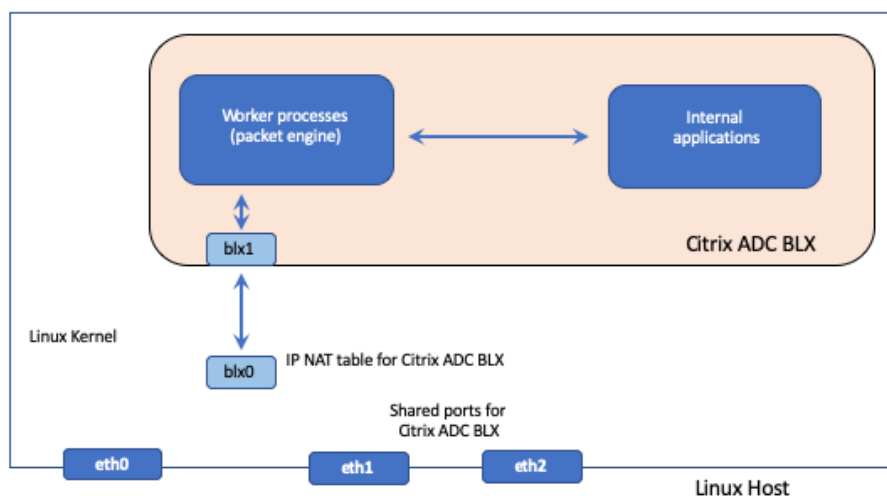 Worker processes
(packet engine)
Internal
applications
blx1
Citrix ADC BLX
Linux Kernel
blx0
IP NAT table for Citrix ADC BLX
Shared ports for
Citrix ADC BLX
eth0
eth1
eth2
Linux Host